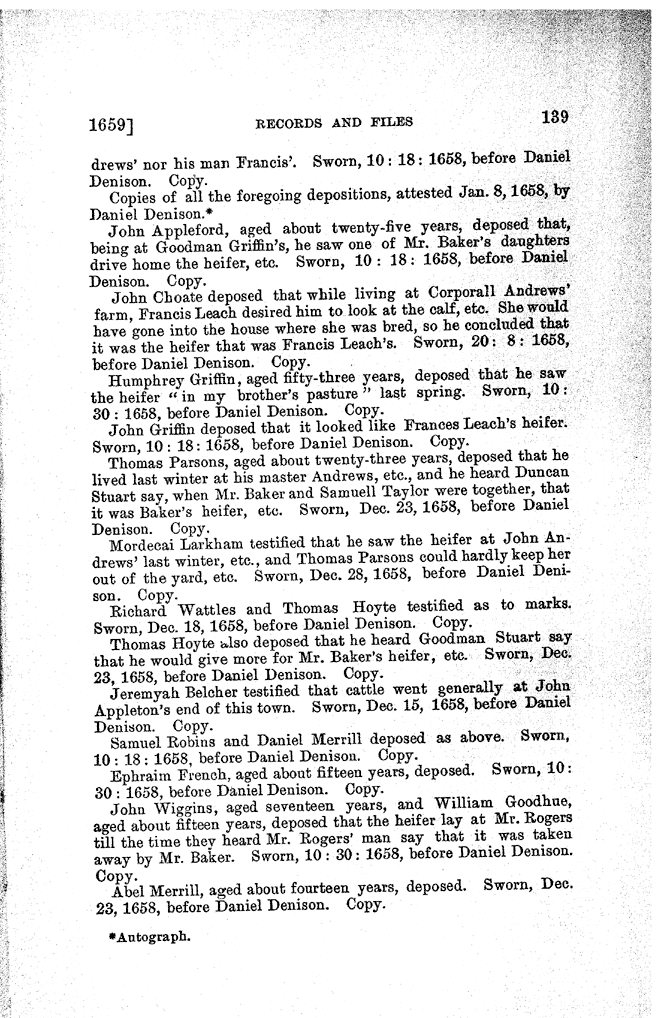 1659] RECORDS AND FILES 139
drews' nor his man Francis'. Sworn, 10 : 18 : 1658, before Daniel
Denison. Copy.
Copies of all the foregoing depositions, attested Jan. 8, 1658, by
Daniel Denison.*
John Appleford, aged about twenty-five years, deposed that,
being at Goodman Griffin's, he saw one of Mr. Baker's daughters
drive home the heifer, etc. Sworn, 10 : 18 : 1658, before Daniel
Denison. Copy.
John Choate deposed that while living at Corporall Andrews'
farm, Francis Leach desired him to look at the calf, etc. She would
have gone into the house where she was bred, so he concluded that
it was the heifer that was Francis Leach's. Sworn, 20 : 8 : 1658,
before Daniel Denison. Copy.
Humphrey Griffin, aged fifty-three years, deposed that he saw
the heifer "in my brother's pasture" last spring. Sworn, 10 :
30 : 1658, before Daniel Denison. Copy.
John Griffin deposed that it looked like Frances Leach's heifer.
Sworn, 10 : 18 : 1658, before Daniel Denison. Copy.
Thomas Parsons, aged about twenty-three years, deposed that he
lived last winter at his master Andrews, etc., and he heard Duncan
Stuart say, when Mr. Baker and Samuell Taylor were together, that
it was Baker's heifer, etc. Sworn, Dec. 23, 1658, before Daniel
Denison. Copy.
Mordecai Larkham testified that he saw the heifer at John An-
drews' last winter, etc., and Thomas Parsons could hardly keep her
out of the yard, etc. Sworn, Dec. 28, 1658, before Daniel Deni-
son. Copy.
Richard Wattles and Thomas Hoyte testified as to marks.
Sworn, Dec. 18, 1658, before Daniel Denison. Copy.
Thomas Hoyte also deposed that he heard Goodman Stuart say
that he would give more for Mr. Baker's heifer, etc. Sworn, Dec.
23, 1658, before Daniel Denison. Copy.
Jeremyah Belcher testified that cattle went generally at John
Appleton's end of this town. Sworn, Dec. 15, 1658, before Daniel
Denison. Copy.
Samuel Robins and Daniel Merrill deposed as above. Sworn,
10 : 18 : 1658, before Daniel Denison. Copy.
Ephraim French, aged about fifteen years, deposed. Sworn, 10 :
30 : 1658, before Daniel Denison. Copy.
John Wiggins, aged seventeen years, and William Goodhue,
aged about fifteen years, deposed that the heifer lay at Mr. Rogers
till the time they heard Mr. Rogers' man say that it was taken
away by Mr. Baker. Sworn, 10 : 30 : 1658, before Daniel Denison.
Copy.
Abel Merrill, aged about fourteen years, deposed. Sworn, Dec.
23, 1658, before Daniel Denison. Copy.
*Autograph.